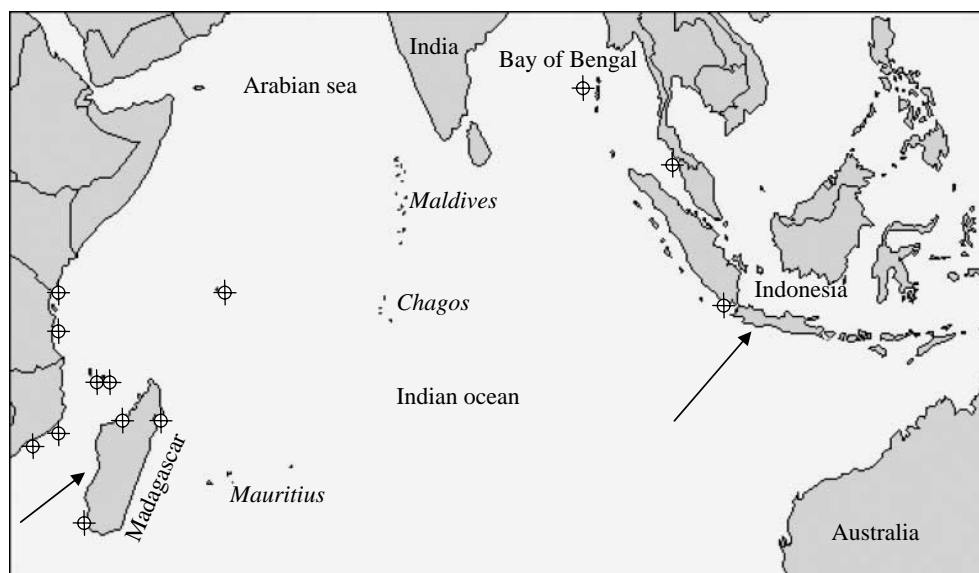 India
Bay of Bengal
Arabian sea
Maldives
Indonesia
Chagos
Indian ocean
Madagascar
Mauritius
Australia